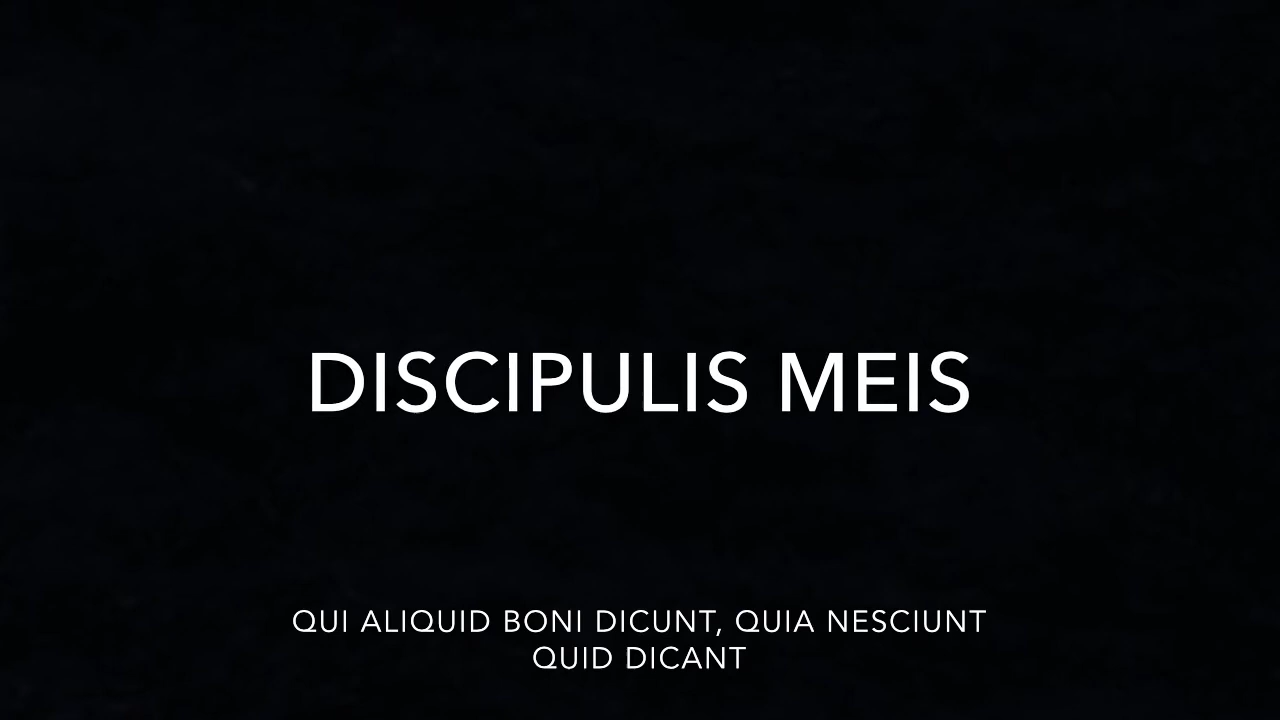 DISCIPULIS MEIS
QUI ALIQUID BONI DICUNT, QUIA NESCIUNT
QUID DICANT